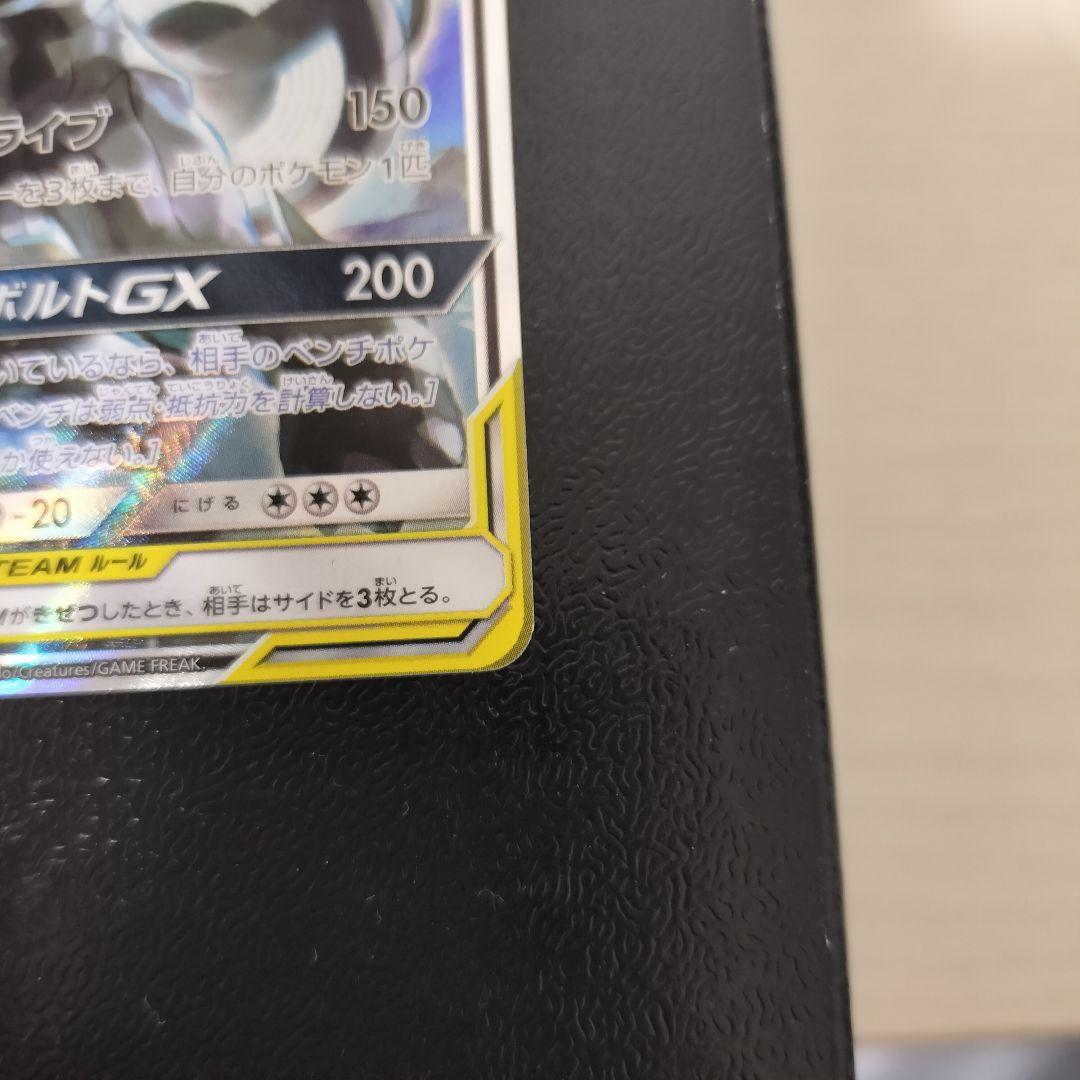 ライブ 150
ーを3枚まで、自分のポケモン1匹
ボルトGX 200
いているなら、相手のベンチポケ
ベンチは弱点・抵抗力を計算しない。]
か使えない。]
-20 にげる
TEAM ルール
Mがきぜつしたとき、相手はサイドを3枚とる。
do/Creatures/GAME FREAK.